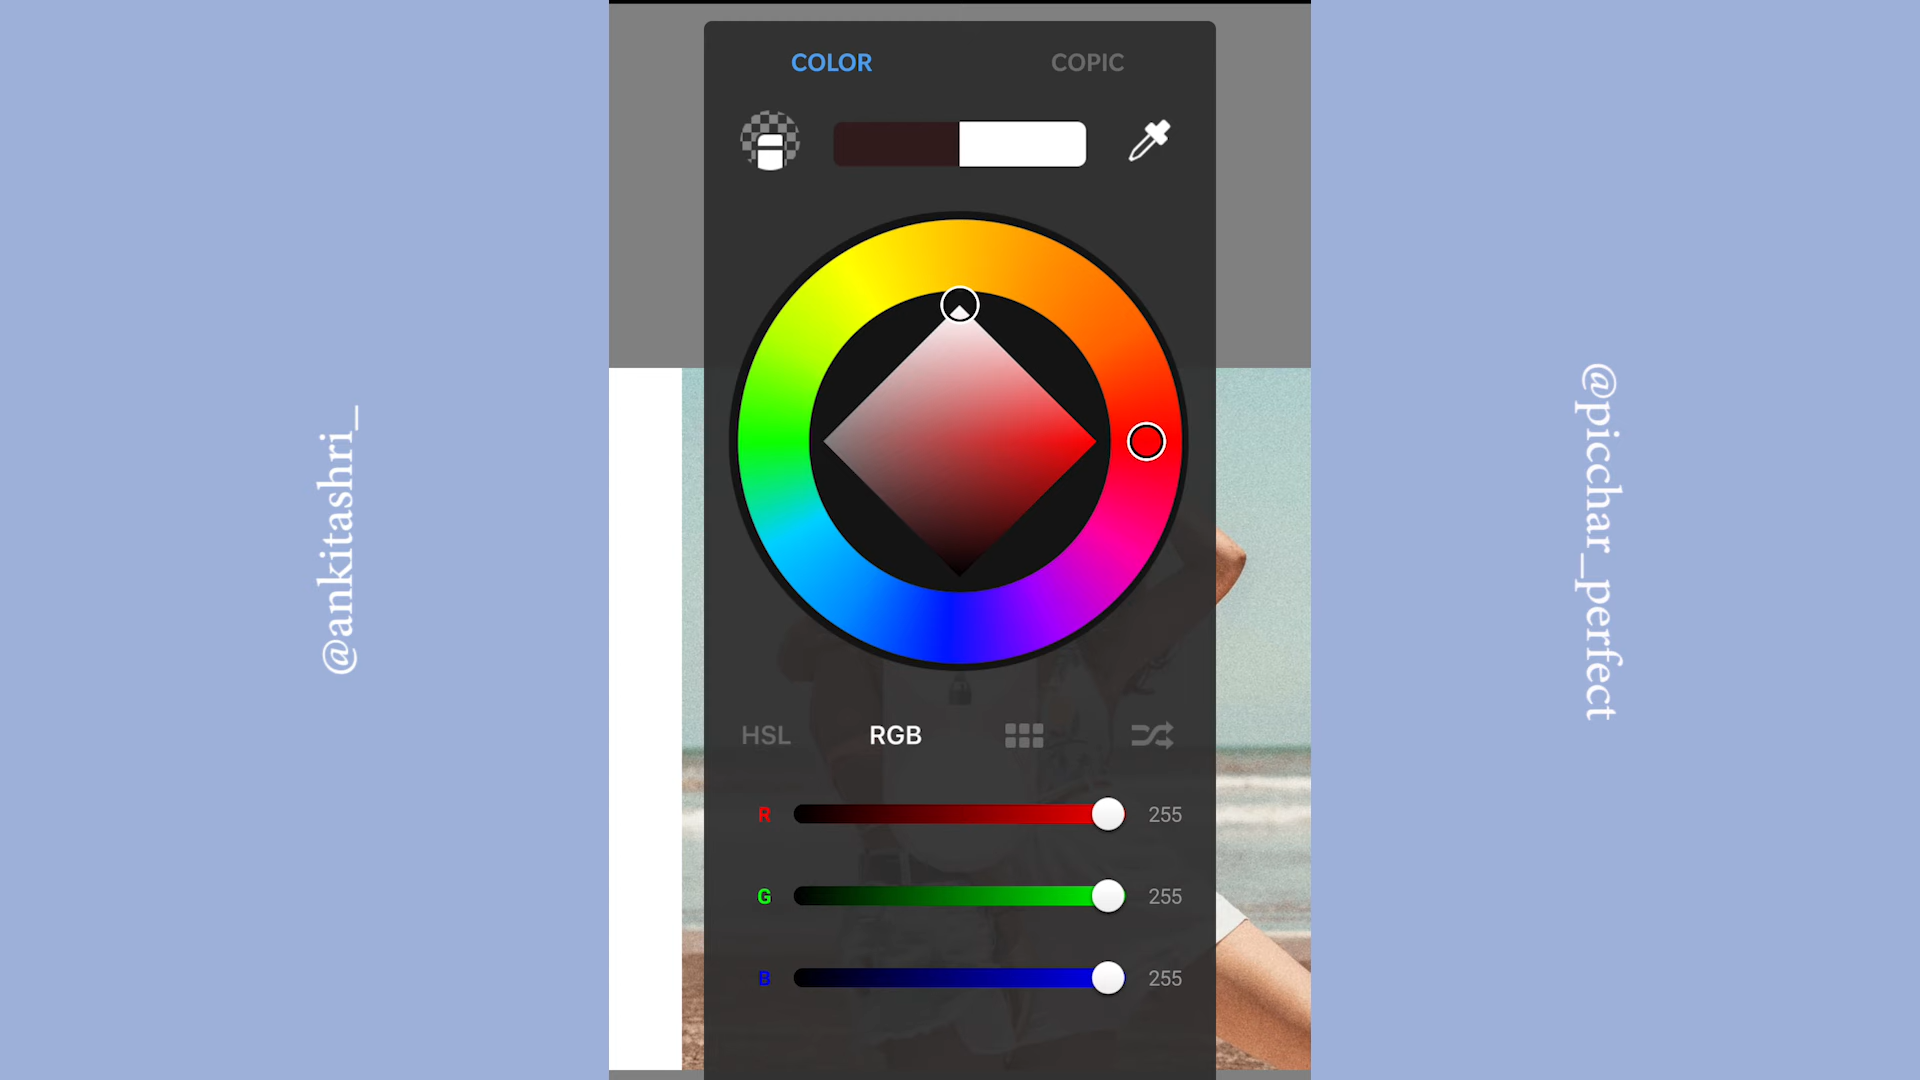 COLOR
COPIC
HSL
RGB
R
255
G
255
B
255
@ankitashri_
@picchar_perfect